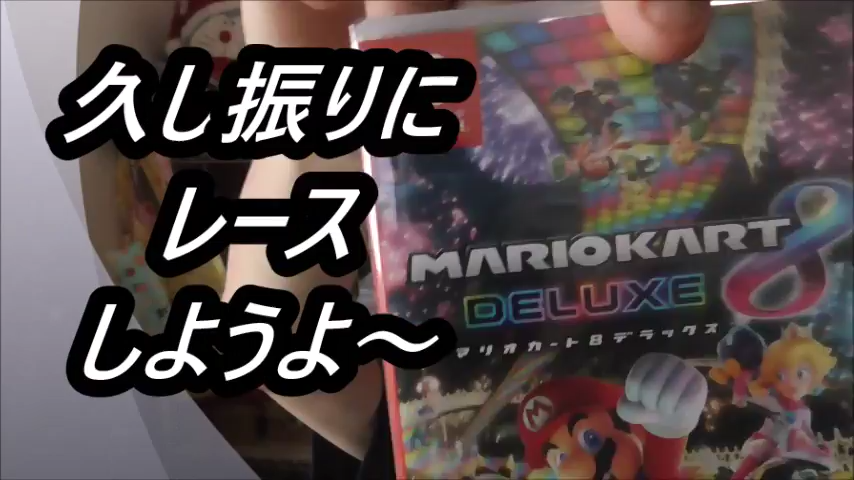 久し振りに
レース
しようよ～
MARIOKART
8
DELUXE
マリオカート8デラックス
M